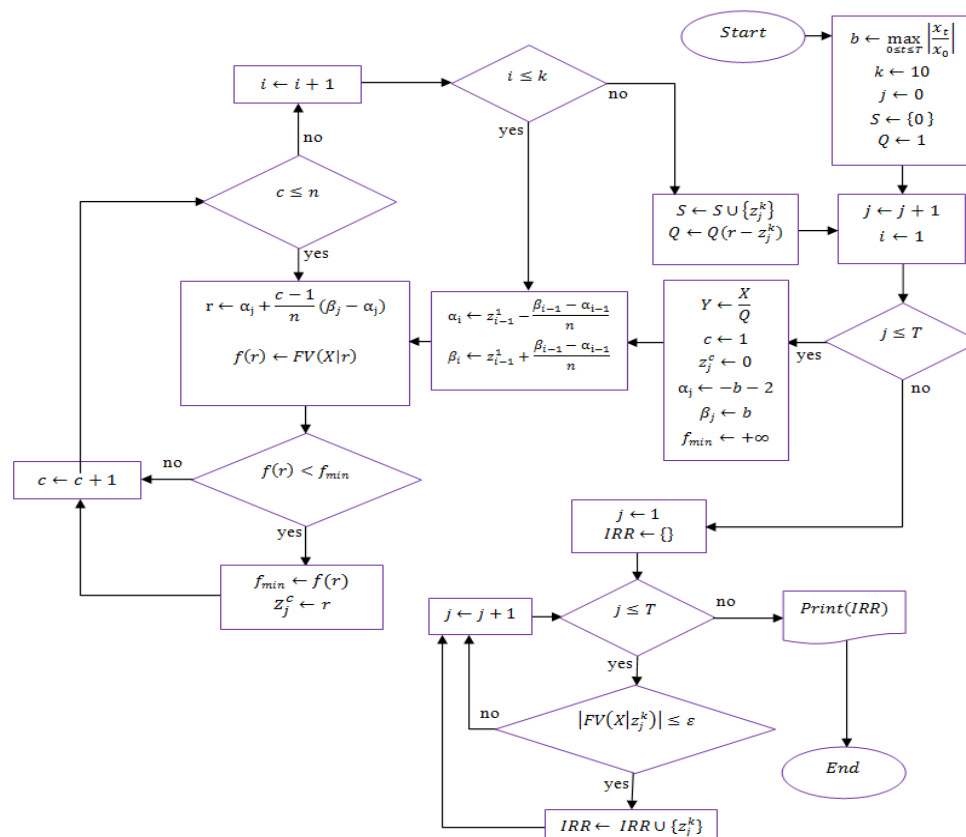 Start
b ← max 0≤t≤T |x_t/x_0|
k ← 10
j ← 0
S ← {0}
Q ← 1
j ← j + 1
i ← 1
j ≤ T
yes
no
Y ← X/Q
c ← 1
z_j^c ← 0
α_j ← −b − 2
β_j ← b
f_min ← +∞
α_i ← z_{i−1}^1 − (β_{i−1} − α_{i−1})/n
β_i ← z_{i−1}^1 + (β_{i−1} − α_{i−1})/n
r ← α_j + (c − 1)/n (β_j − α_j)
f(r) ← FV(X|r)
f(r) < f_min
no
yes
f_min ← f(r)
Z_j^c ← r
c ← c + 1
c ≤ n
no
yes
i ← i + 1
i ≤ k
no
yes
S ← S ∪ {z_j^k}
Q ← Q(r − z_j^k)
j ← 1
IRR ← {}
j ≤ T
no
yes
j ← j + 1
Print(IRR)
|FV(X|z_j^k)| ≤ ε
no
yes
IRR ← IRR ∪ {z_j^k}
End